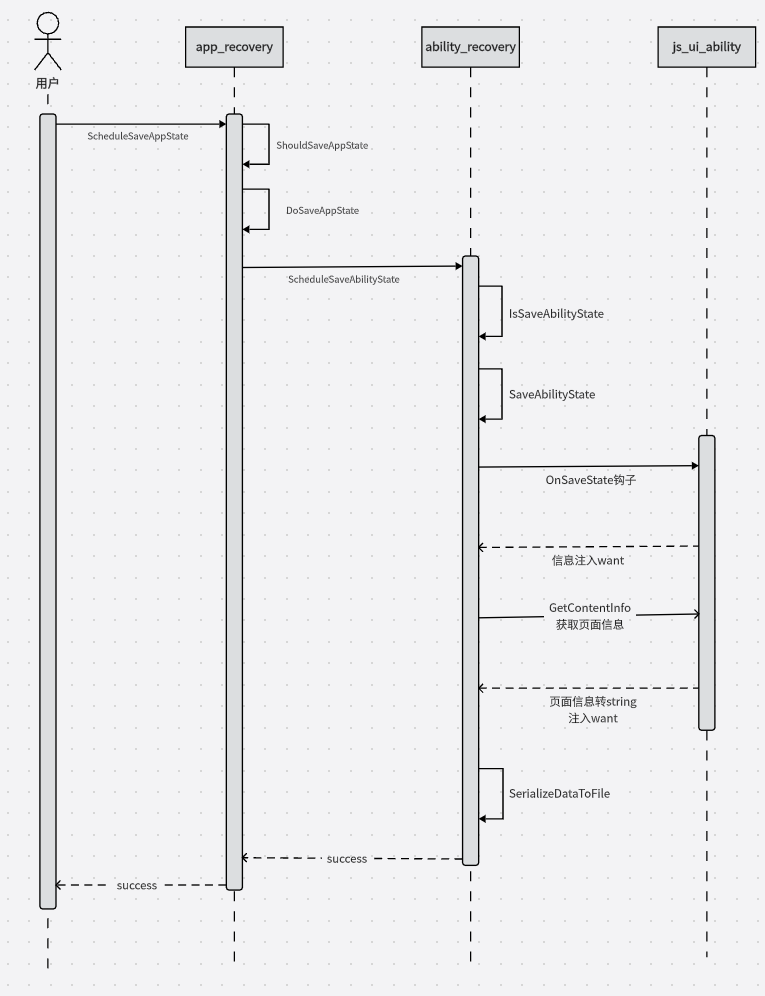 用户
app_recovery
ability_recovery
js_ui_ability
ScheduleSaveAppState
ShouldSaveAppState
DoSaveAppState
ScheduleSaveAbilityState
IsSaveAbilityState
SaveAbilityState
OnSaveState钩子
信息注入want
GetContentInfo
获取页面信息
页面信息转string
注入want
SerializeDataToFile
success
success